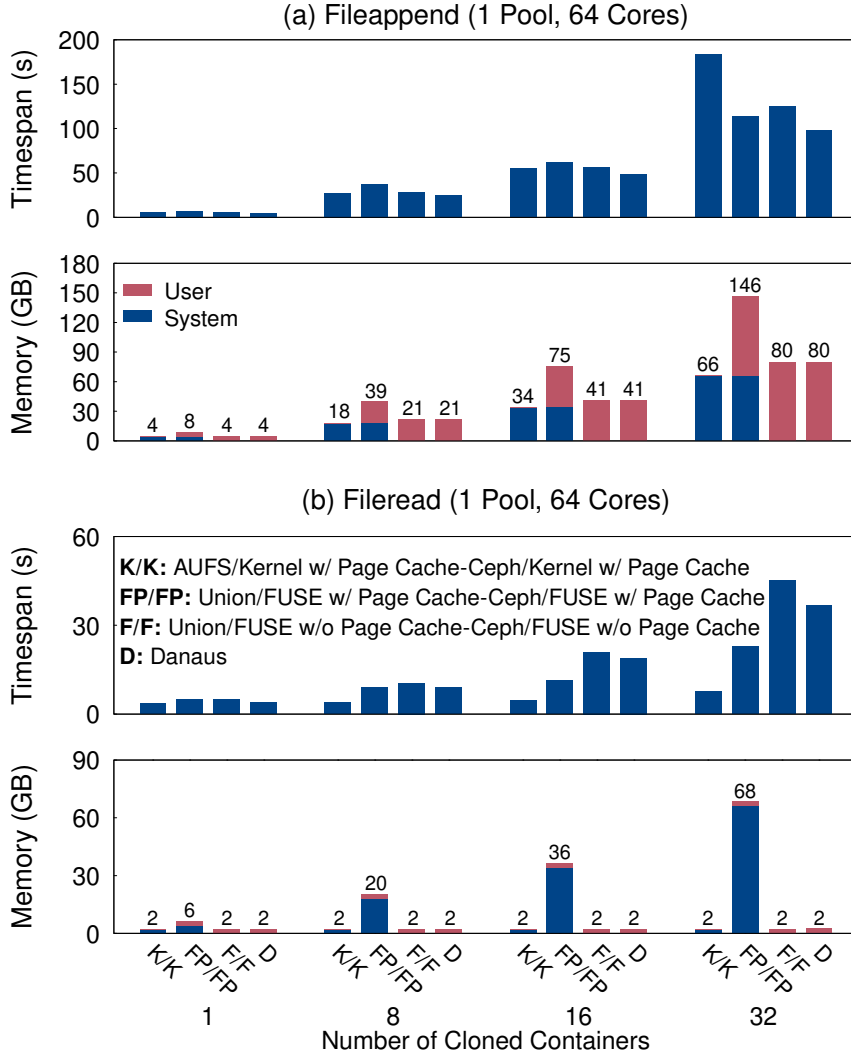 (a) Fileappend (1 Pool, 64 Cores)
Timespan (s)
200
150
100
50
0
Memory (GB)
180
150
120
90
60
30
0
User
System
4 8 4 4 18 39 21 21 34 75 41 41 66 146 80 80
(b) Fileread (1 Pool, 64 Cores)
Timespan (s)
60
30
0
K/K: AUFS/Kernel w/ Page Cache-Ceph/Kernel w/ Page Cache
FP/FP: Union/FUSE w/ Page Cache-Ceph/FUSE w/ Page Cache
F/F: Union/FUSE w/o Page Cache-Ceph/FUSE w/o Page Cache
D: Danaus
Memory (GB)
90
60
30
0
2 6 2 2 2 20 2 2 2 36 2 2 2 68 2 2
K/K FP/FP F/F D K/K FP/FP F/F D K/K FP/FP F/F D K/K FP/FP F/F D
1 8 16 32
Number of Cloned Containers